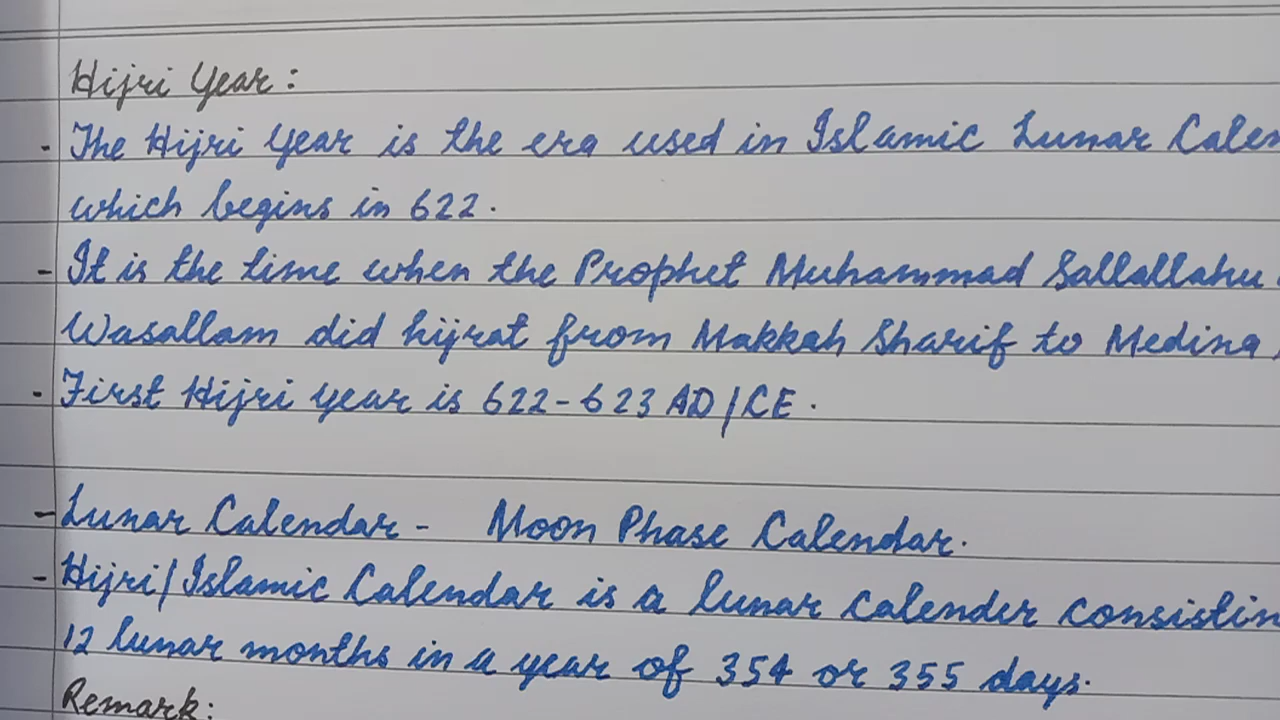 Hijri Year:
- The Hijri Year is the era used in Islamic Lunar
which begins in 622.
- It is the time when the Prophet Muhammad Sallallahu
Wasallam did hijrat from Makkah Sharif to Medina
- First Hijri year is 622-623 AD/CE.
- Lunar Calendar - Moon Phase Calendar.
- Hijri/Islamic Calendar is a lunar calender
12 lunar months in a year of 354 or 355 days.
Remark: